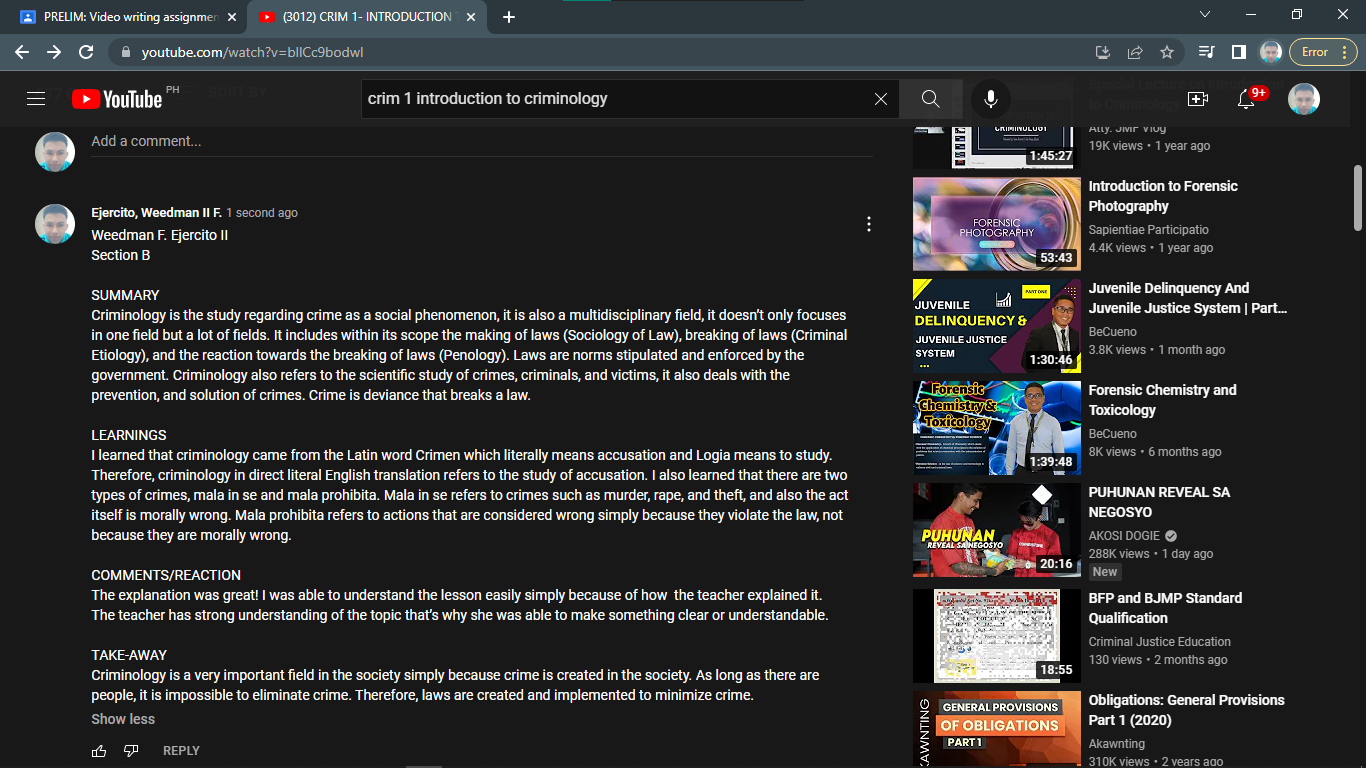 PRELIM: Video writing assignmen
(3012) CRIM 1- INTRODUCTION T
youtube.com/watch?v=bIlCc9bodwI
Error
YouTube PH
SORT BY
crim 1 introduction to criminology
9+
Add a comment...
Ejercito, Weedman II F. 1 second ago
Weedman F. Ejercito II
Section B
SUMMARY
Criminology is the study regarding crime as a social phenomenon, it is also a multidisciplinary field, it doesn't only focuses
in one field but a lot of fields. It includes within its scope the making of laws (Sociology of Law), breaking of laws (Criminal
Etiology), and the reaction towards the breaking of laws (Penology). Laws are norms stipulated and enforced by the
government. Criminology also refers to the scientific study of crimes, criminals, and victims, it also deals with the
prevention, and solution of crimes. Crime is deviance that breaks a law.
LEARNINGS
I learned that criminology came from the Latin word Crimen which literally means accusation and Logia means to study.
Therefore, criminology in direct literal English translation refers to the study of accusation. I also learned that there are two
types of crimes, mala in se and mala prohibita. Mala in se refers to crimes such as murder, rape, and theft, and also the act
itself is morally wrong. Mala prohibita refers to actions that are considered wrong simply because they violate the law, not
because they are morally wrong.
COMMENTS/REACTION
The explanation was great! I was able to understand the lesson easily simply because of how the teacher explained it.
The teacher has strong understanding of the topic that's why she was able to make something clear or understandable.
TAKE-AWAY
Criminology is a very important field in the society simply because crime is created in the society. As long as there are
people, it is impossible to eliminate crime. Therefore, laws are created and implemented to minimize crime.
Show less
REPLY
to Criminology
CRIMINOLOGY
1:45:27
Atty. JMP Vlog
19K views • 1 year ago
FORENSIC
PHOTOGRAPHY
53:43
Introduction to Forensic
Photography
Sapientiae Participatio
4.4K views • 1 year ago
PART ONE
JUVENILE
DELINQUENCY &
JUVENILE JUSTICE
SYSTEM
1:30:46
Juvenile Delinquency And
Juvenile Justice System | Part...
BeCueno
3.8K views • 1 month ago
Forensic
Chemistry &
Toxicology
1:39:48
Forensic Chemistry and
Toxicology
BeCueno
8K views • 6 months ago
PUHUNAN
REVEAL SA NEGOSYO
20:16
PUHUNAN REVEAL SA
NEGOSYO
AKOSI DOGIE
288K views • 1 day ago
New
18:55
BFP and BJMP Standard
Qualification
Criminal Justice Education
130 views • 2 months ago
KAWNTING
GENERAL PROVISIONS
OF OBLIGATIONS
PART 1
Obligations: General Provisions
Part 1 (2020)
Akawnting
310K views • 2 years ago